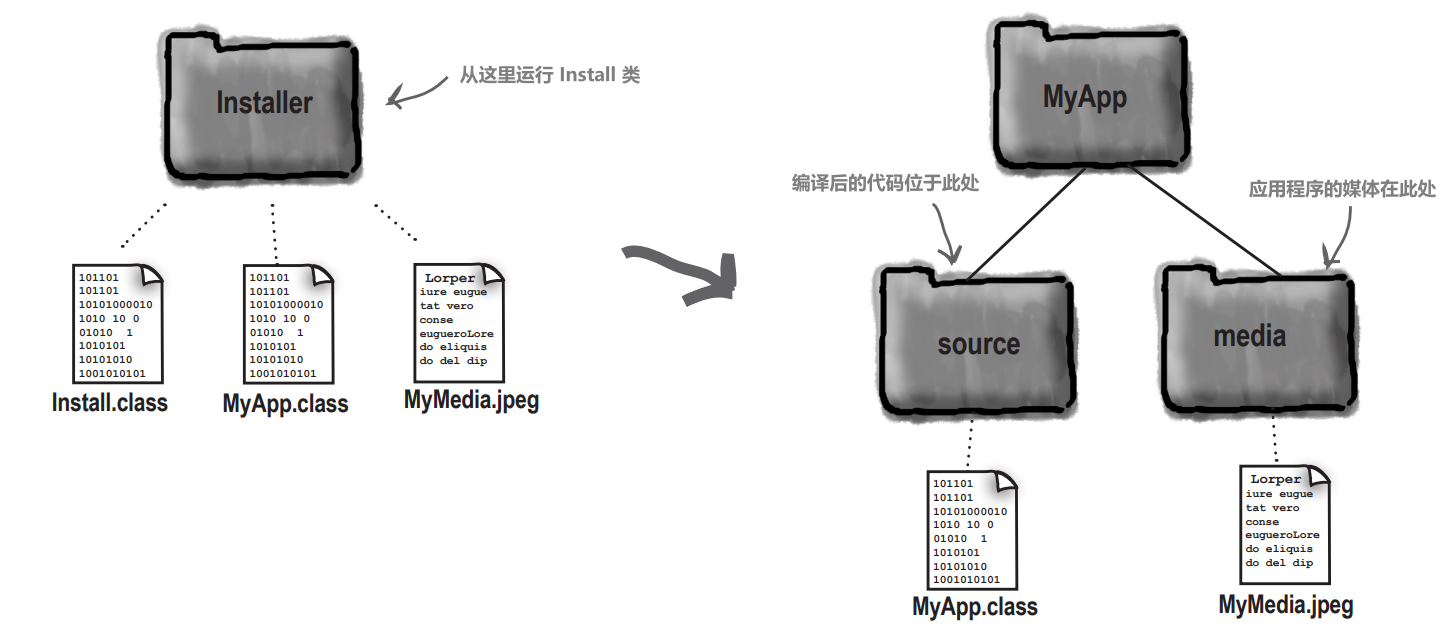 Installer
从这里运行 Install 类
101101
101101
10101000010
1010 10 0
01010 1
1010101
10101010
1001010101
Install.class
101101
101101
10101000010
1010 10 0
01010 1
1010101
10101010
1001010101
MyApp.class
Lorper
iure eugue
tat vero
conse
eugueroLore
do eliquis
do del dip
MyMedia.jpeg
MyApp
编译后的代码位于此处
应用程序的媒体在此处
source
media
101101
101101
10101000010
1010 10 0
01010 1
1010101
10101010
1001010101
MyApp.class
Lorper
iure eugue
tat vero
conse
eugueroLore
do eliquis
do del dip
MyMedia.jpeg